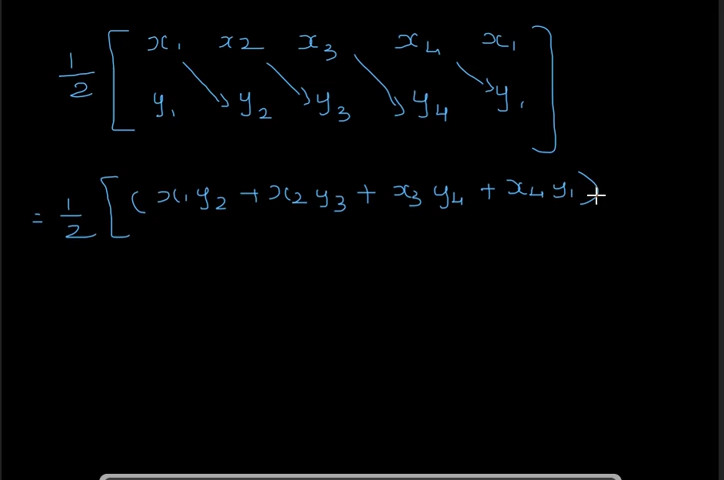 1/2 [ x₁ x2 x₃ x₄ x₁
y₁ y₂ y₃ y₄ y₁ ]
= 1/2 [ ( x₁y₂ + x₂y₃ + x₃y₄ + x₄y₁ )